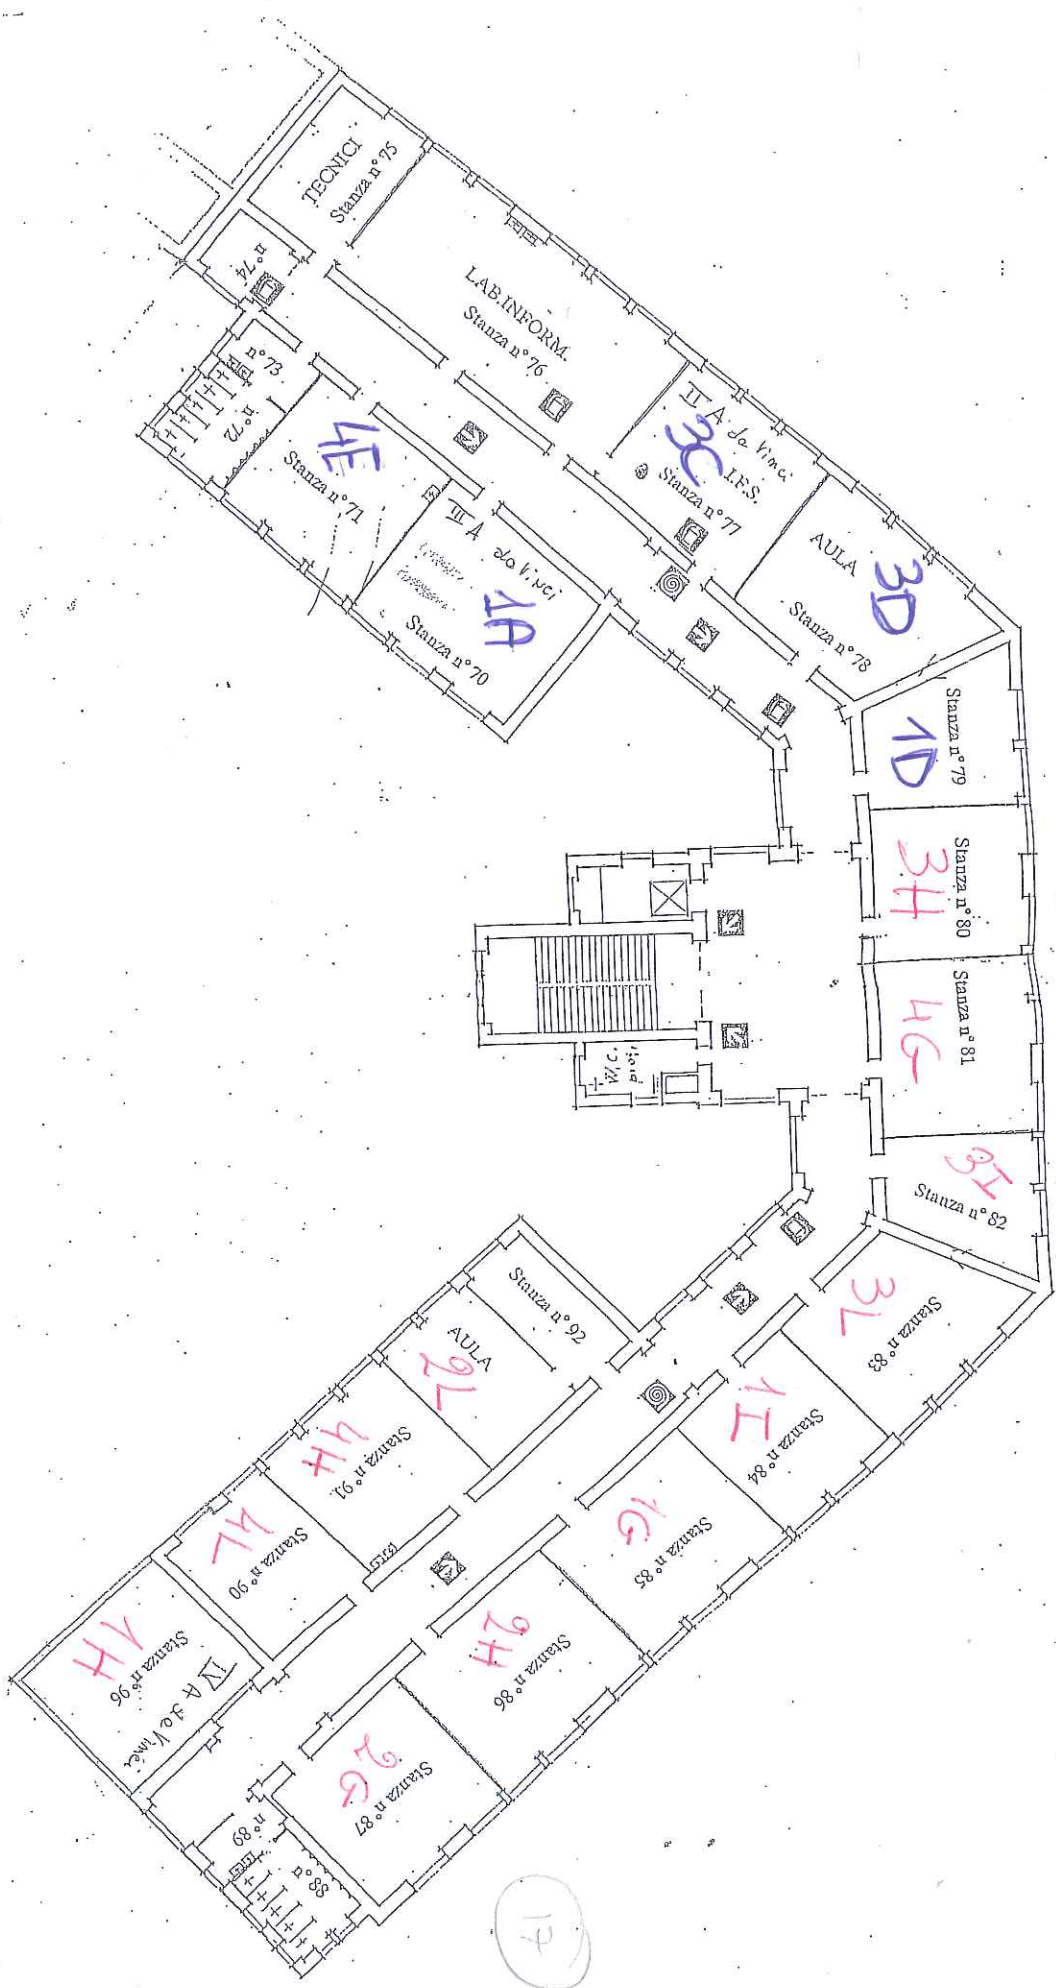 TECNICI
Stanza n° 75
n° 74
LAB.INFORM.
Stanza n° 76
n° 73
n° 72
4E
Stanza n° 71
II A da Vinci
3C
I.F.S.
Stanza n° 77
III A da Vinci
1A
Stanza n° 70
AULA
3D
Stanza n° 78
Stanza n° 79
1D
Stanza n° 80
3H
Stanza n° 81
4G
W.C.
3I
Stanza n° 82
3L
Stanza n° 83
Stanza n° 92
AULA
2L
1I
Stanza n° 84
Stanza n° 91
4H
1G
Stanza n° 85
Stanza n° 90
4L
2H
Stanza n° 86
1H
Stanza n° 96
IV A da Vinci
2G
Stanza n° 87
n° 89
n° 88
17